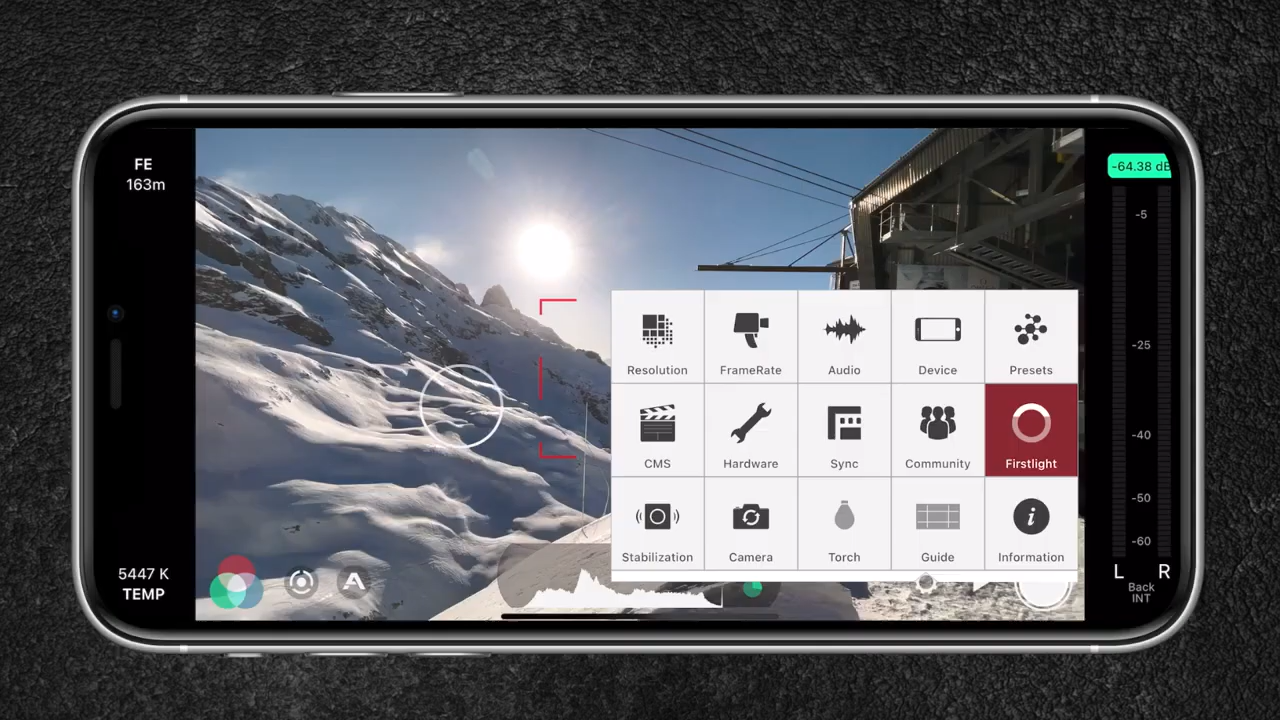 FE
163m
-64.38 dB
-5
Resolution
FrameRate
Audio
Device
Presets
-25
CMS
Hardware
Sync
Community
Firstlight
-40
-50
Stabilization
Camera
Torch
Guide
Information
-60
5447 K
TEMP
L R
Back
INT